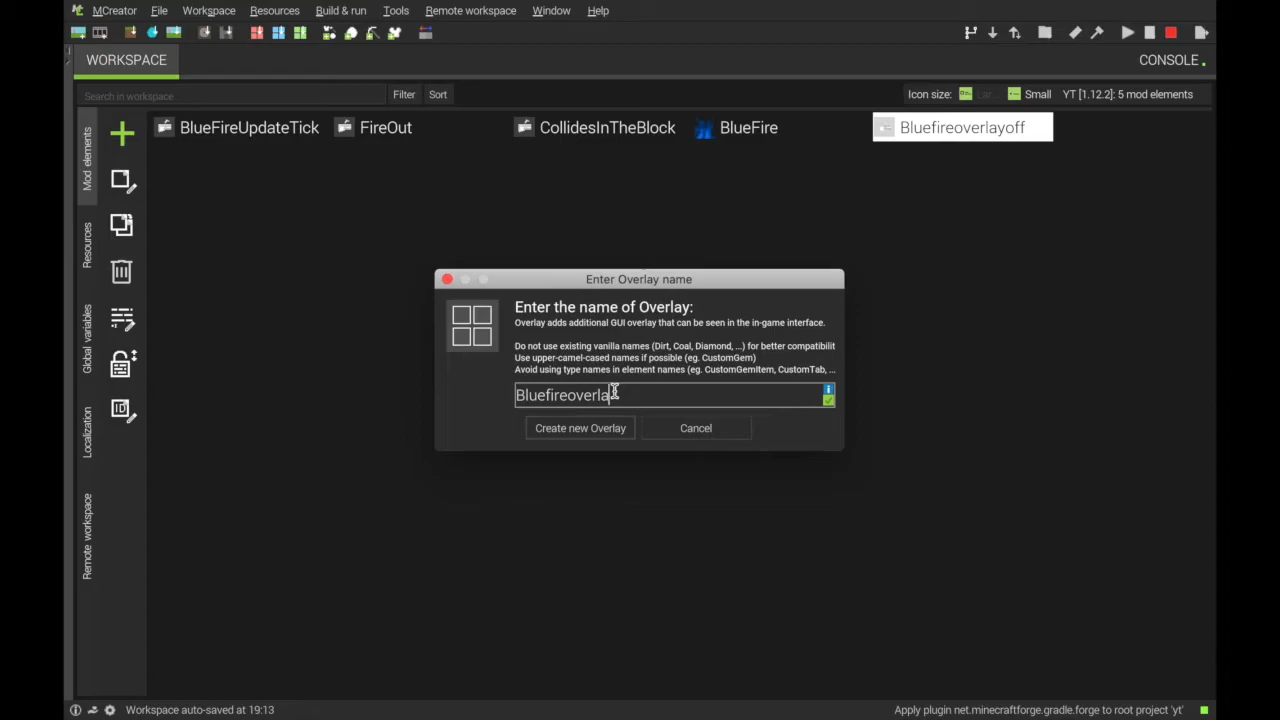 MCreator File Workspace Resources Build & run Tools Remote workspace Window Help
WORKSPACE
CONSOLE
Search in workspace
Filter
Sort
Icon size:
Small
YT [1.12.2]: 5 mod elements
BlueFireUpdateTick
FireOut
CollidesInTheBlock
BlueFire
Bluefireoverlayoff
Mod elements
Resources
Global variables
Localization
Remote workspace
Enter Overlay name
Enter the name of Overlay:
Overlay adds additional GUI overlay that can be seen in the in-game interface.
Do not use existing vanilla names (Dirt, Coal, Diamond, ...) for better compatibilit
Use upper-camel-cased names if possible (eg. CustomGem)
Avoid using type names in element names (eg. CustomGemItem, CustomTab, ...
Bluefireoverla
Create new Overlay
Cancel
Workspace auto-saved at 19:13
Apply plugin net.minecraftforge.gradle.forge to root project 'yt'